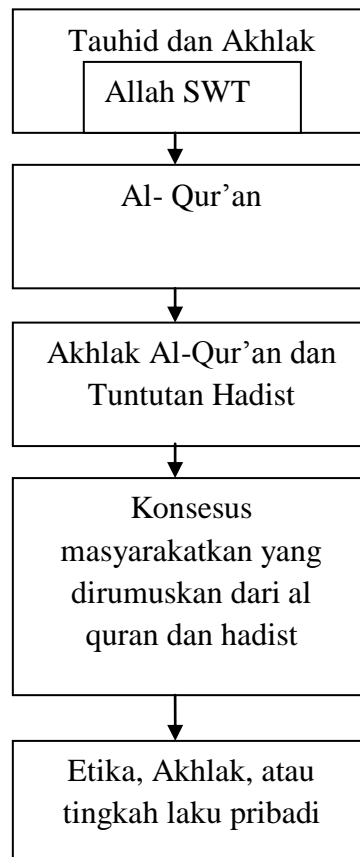 Tauhid dan Akhlak
Allah SWT
Al- Qur’an
Akhlak Al-Qur’an dan
Tuntutan Hadist
Konsesus
masyarakatkan yang
dirumuskan dari al
quran dan hadist
Etika, Akhlak, atau
tingkah laku pribadi